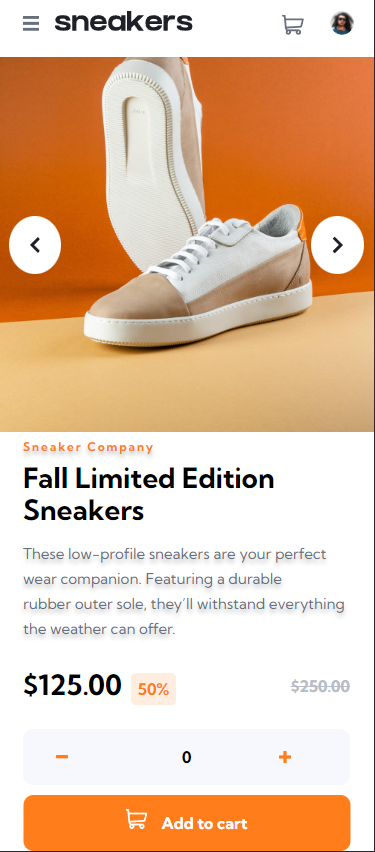 sneakers
Sneaker Company
Fall Limited Edition
Sneakers
These low-profile sneakers are your perfect
wear companion. Featuring a durable
rubber outer sole, they’ll withstand everything
the weather can offer.
$125.00 50% $250.00
− 0 +
Add to cart